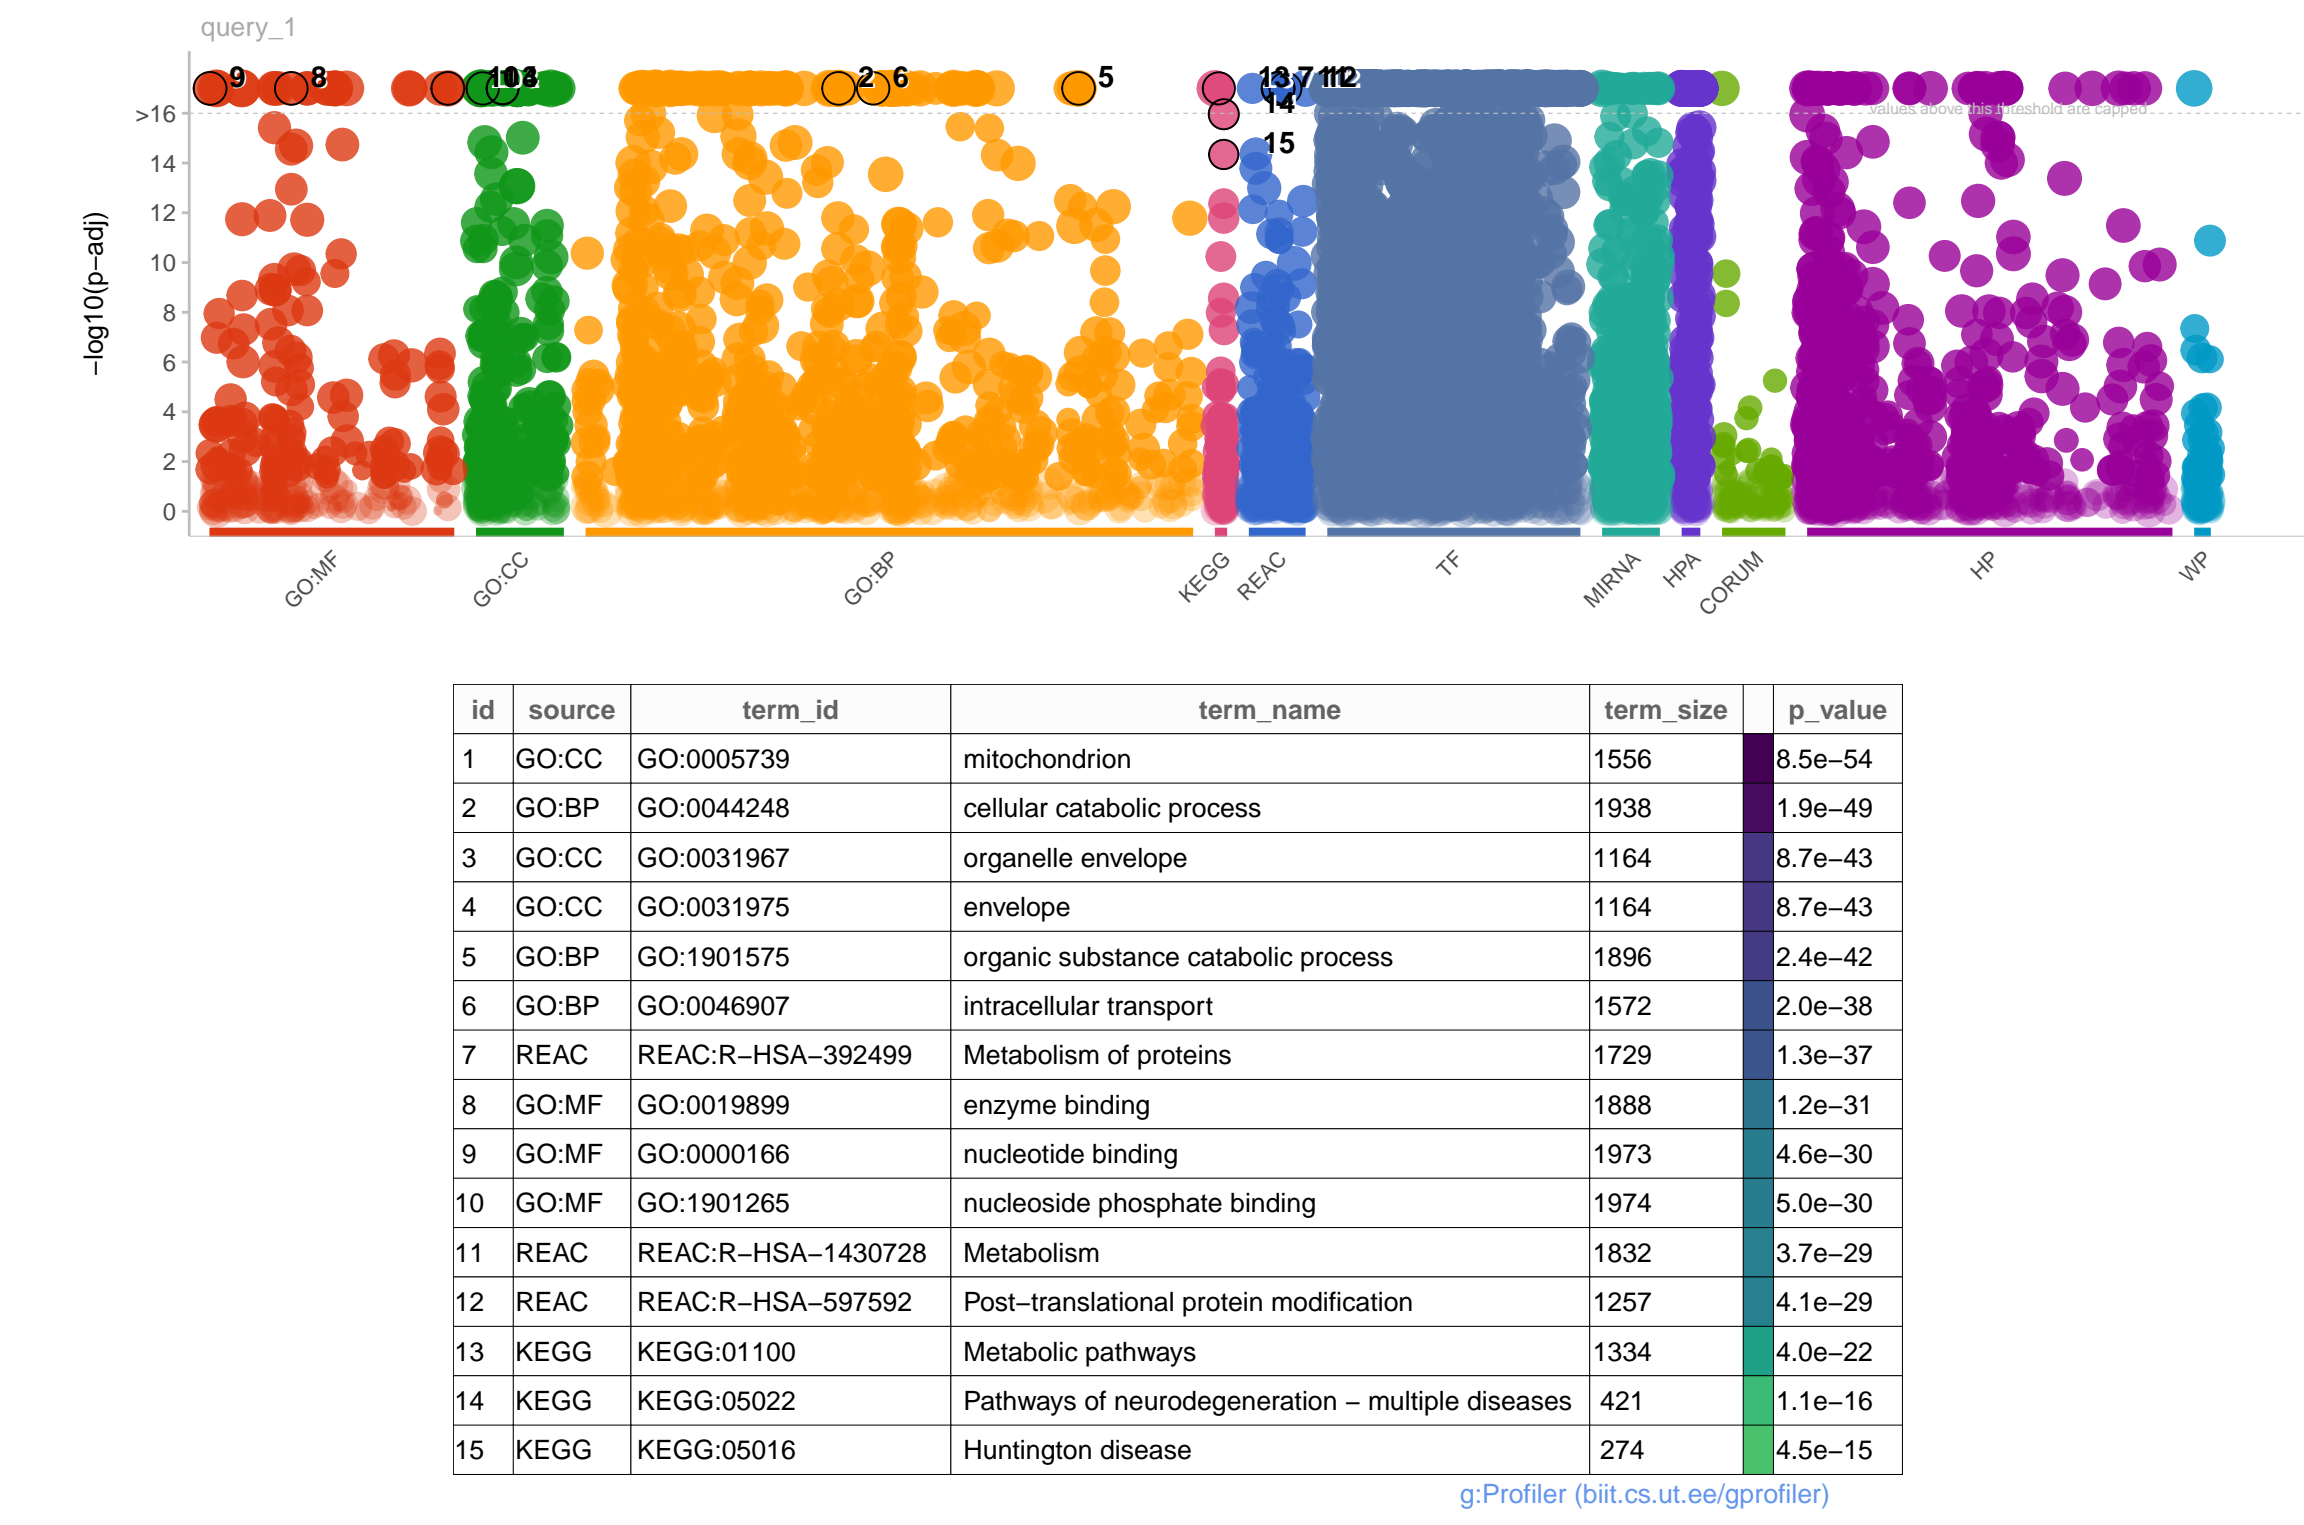 query_1
9 8 2 6 5 13 7 11 12
values above this threshold are capped
14
15
>16
14
12
10
8
6
4
2
0
−log10(p−adj)
GO:MF GO:CC GO:BP KEGG REAC TF MIRNA HPA CORUM HP WP
id source term_id term_name term_size p_value
1 GO:CC GO:0005739 mitochondrion 1556 8.5e−54
2 GO:BP GO:0044248 cellular catabolic process 1938 1.9e−49
3 GO:CC GO:0031967 organelle envelope 1164 8.7e−43
4 GO:CC GO:0031975 envelope 1164 8.7e−43
5 GO:BP GO:1901575 organic substance catabolic process 1896 2.4e−42
6 GO:BP GO:0046907 intracellular transport 1572 2.0e−38
7 REAC REAC:R−HSA−392499 Metabolism of proteins 1729 1.3e−37
8 GO:MF GO:0019899 enzyme binding 1888 1.2e−31
9 GO:MF GO:0000166 nucleotide binding 1973 4.6e−30
10 GO:MF GO:1901265 nucleoside phosphate binding 1974 5.0e−30
11 REAC REAC:R−HSA−1430728 Metabolism 1832 3.7e−29
12 REAC REAC:R−HSA−597592 Post−translational protein modification 1257 4.1e−29
13 KEGG KEGG:01100 Metabolic pathways 1334 4.0e−22
14 KEGG KEGG:05022 Pathways of neurodegeneration − multiple diseases 421 1.1e−16
15 KEGG KEGG:05016 Huntington disease 274 4.5e−15
g:Profiler (biit.cs.ut.ee/gprofiler)